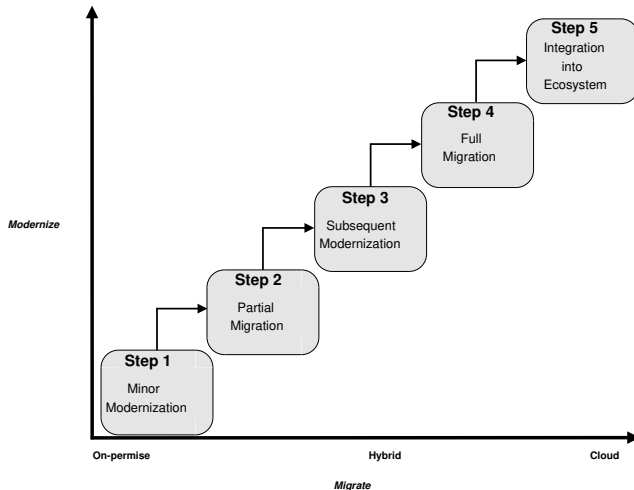 Step 5
Integration
into
Ecosystem
Step 4
Full
Migration
Step 3
Subsequent
Modernization
Modernize
Step 2
Partial
Migration
Step 1
Minor
Modernization
On-permise
Hybrid
Cloud
Migrate